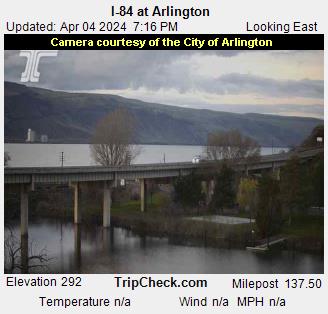 I-84 at Arlington
Updated: Apr 04 2024 7:16 PM Looking East
Camera courtesy of the City of Arlington
Elevation 292 TripCheck.com Milepost 137.50
Temperature n/a Wind n/a MPH n/a